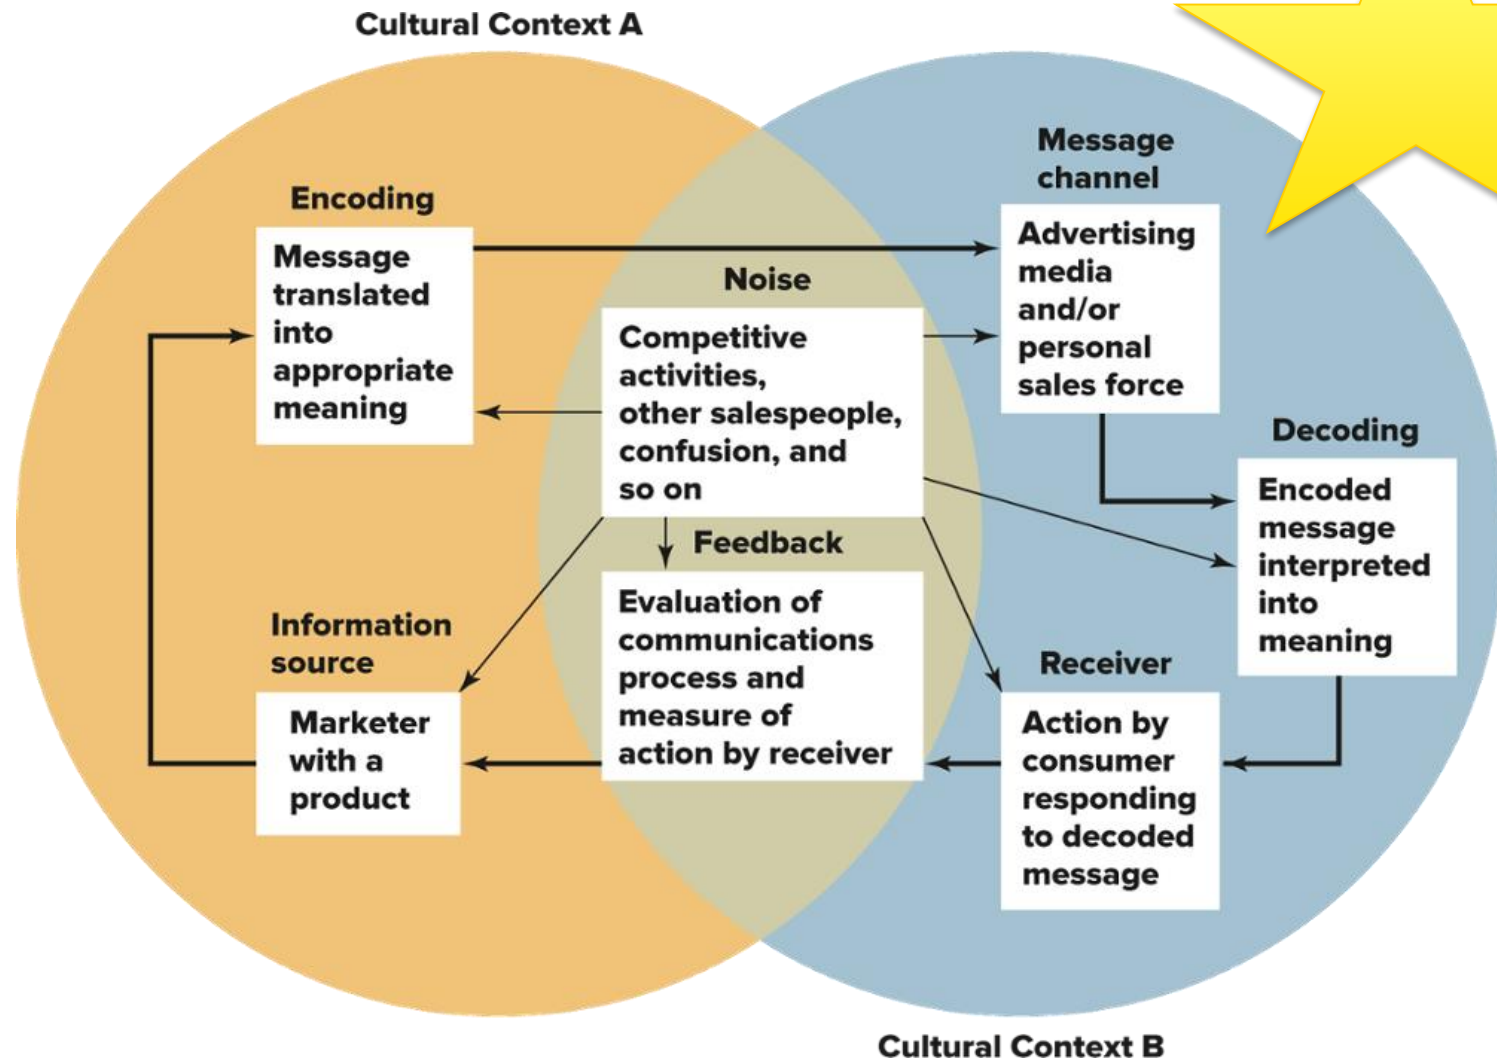 Cultural Context A
Encoding
Message
translated
into
appropriate
meaning
Information
source
Marketer
with a
product
Noise
Competitive
activities,
other salespeople,
confusion, and
so on
Feedback
Evaluation of
communications
process and
measure of
action by receiver
Message
channel
Advertising
media
and/or
personal
sales force
Decoding
Encoded
message
interpreted
into
meaning
Receiver
Action by
consumer
responding
to decoded
message
Cultural Context B